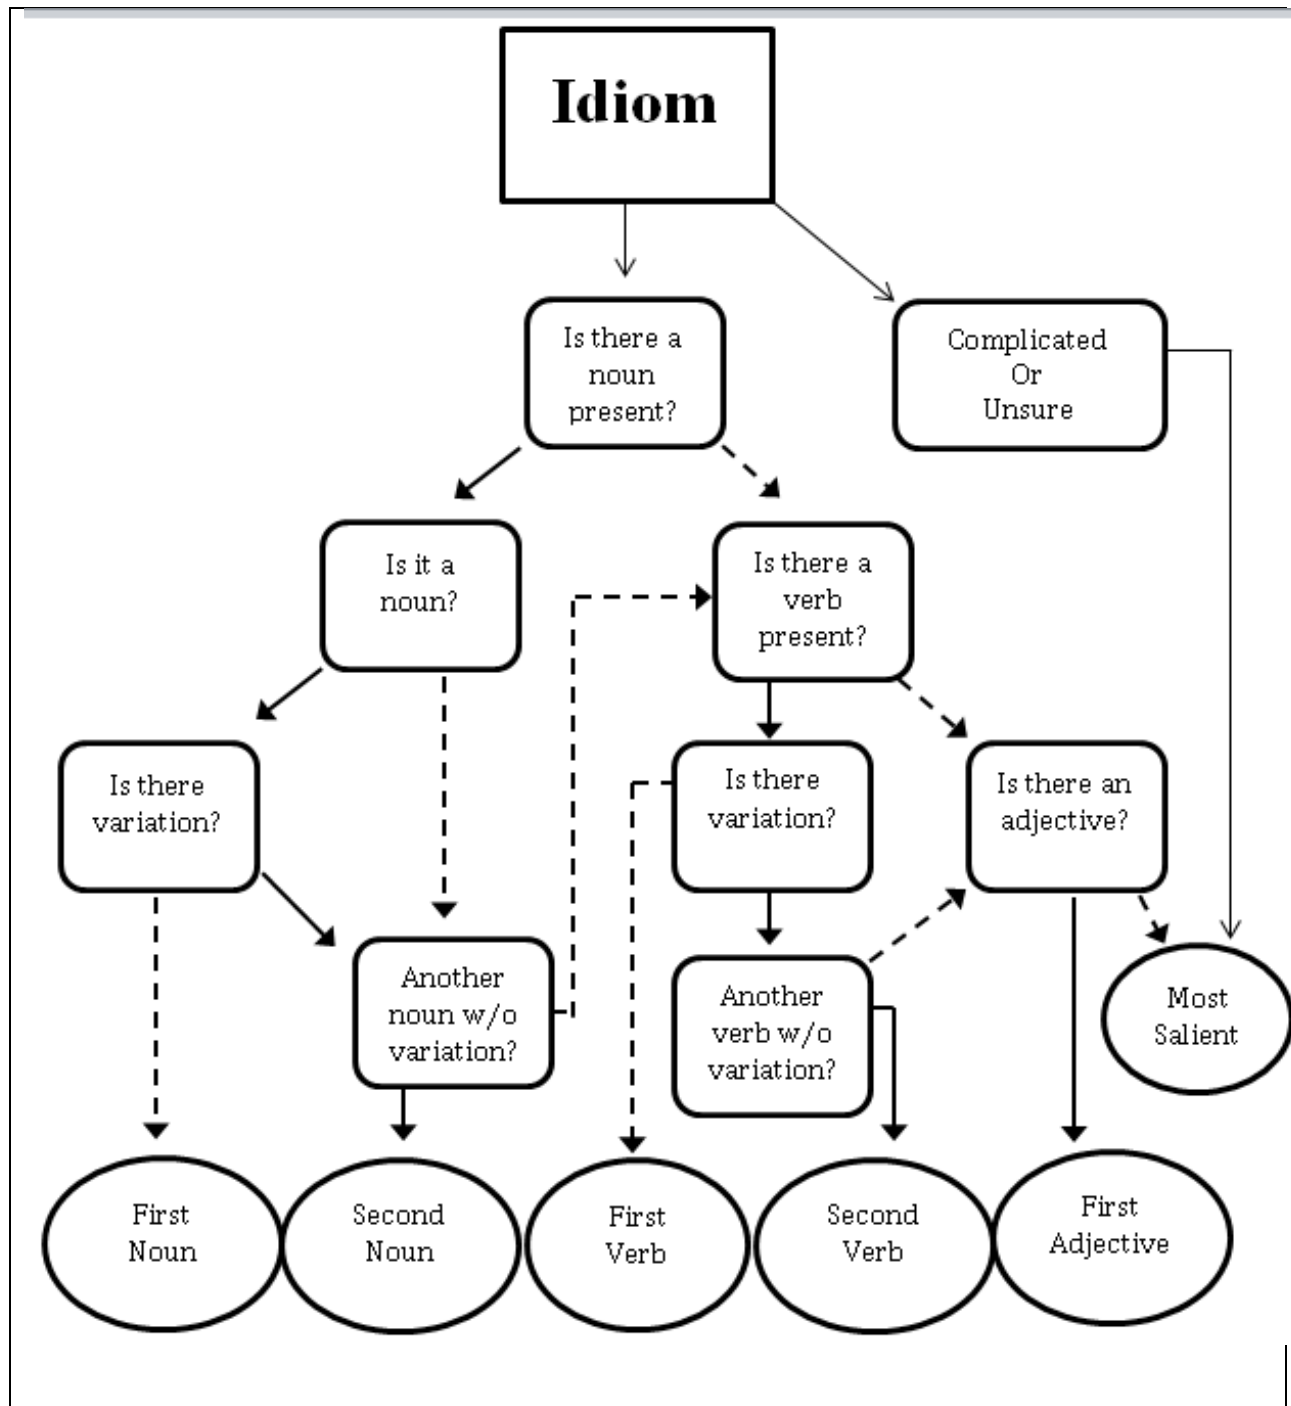 Idiom
Is there a
noun
present?
Complicated
Or
Unsure
Is it a
noun?
Is there a
verb
present?
Is there
variation?
Is there
variation?
Is there an
adjective?
Another
noun w/o
variation?
Another
verb w/o
variation?
Most
Salient
First
Noun
Second
Noun
First
Verb
Second
Verb
First
Adjective